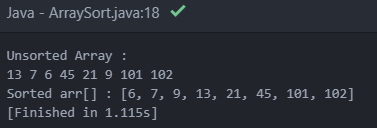 Java - ArraySort.java:18 ✓
Unsorted Array :
13 7 6 45 21 9 101 102
Sorted arr[] : [6, 7, 9, 13, 21, 45, 101, 102]
[Finished in 1.115s]